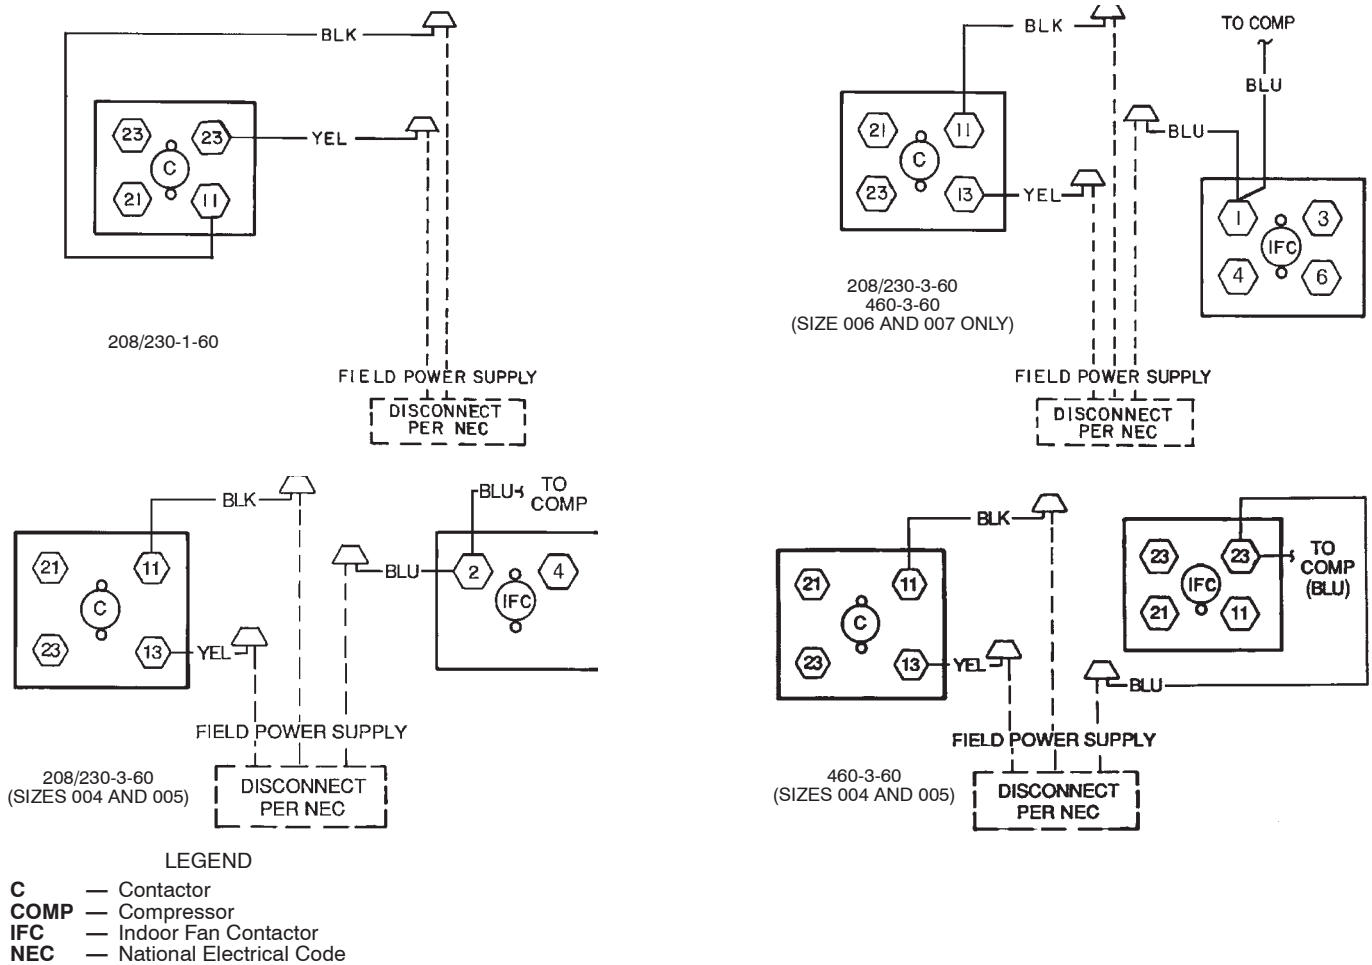 BLK
23
23
YEL
C
21
11
208/230-1-60
FIELD POWER SUPPLY
DISCONNECT
PER NEC
BLK
TO COMP
BLU
21
11
BLU
C
23
13
YEL
1
3
IFC
4
6
208/230-3-60
460-3-60
(SIZE 006 AND 007 ONLY)
FIELD POWER SUPPLY
DISCONNECT
PER NEC
BLK
BLU
TO
COMP
21
11
BLU
2
4
C
IFC
23
13
YEL
FIELD POWER SUPPLY
208/230-3-60
(SIZES 004 AND 005)
DISCONNECT
PER NEC
BLK
23
23
TO
COMP
(BLU)
21
11
IFC
C
21
11
23
13
YEL
BLU
FIELD POWER SUPPLY
460-3-60
(SIZES 004 AND 005)
DISCONNECT
PER NEC
LEGEND
C — Contactor
COMP — Compressor
IFC — Indoor Fan Contactor
NEC — National Electrical Code